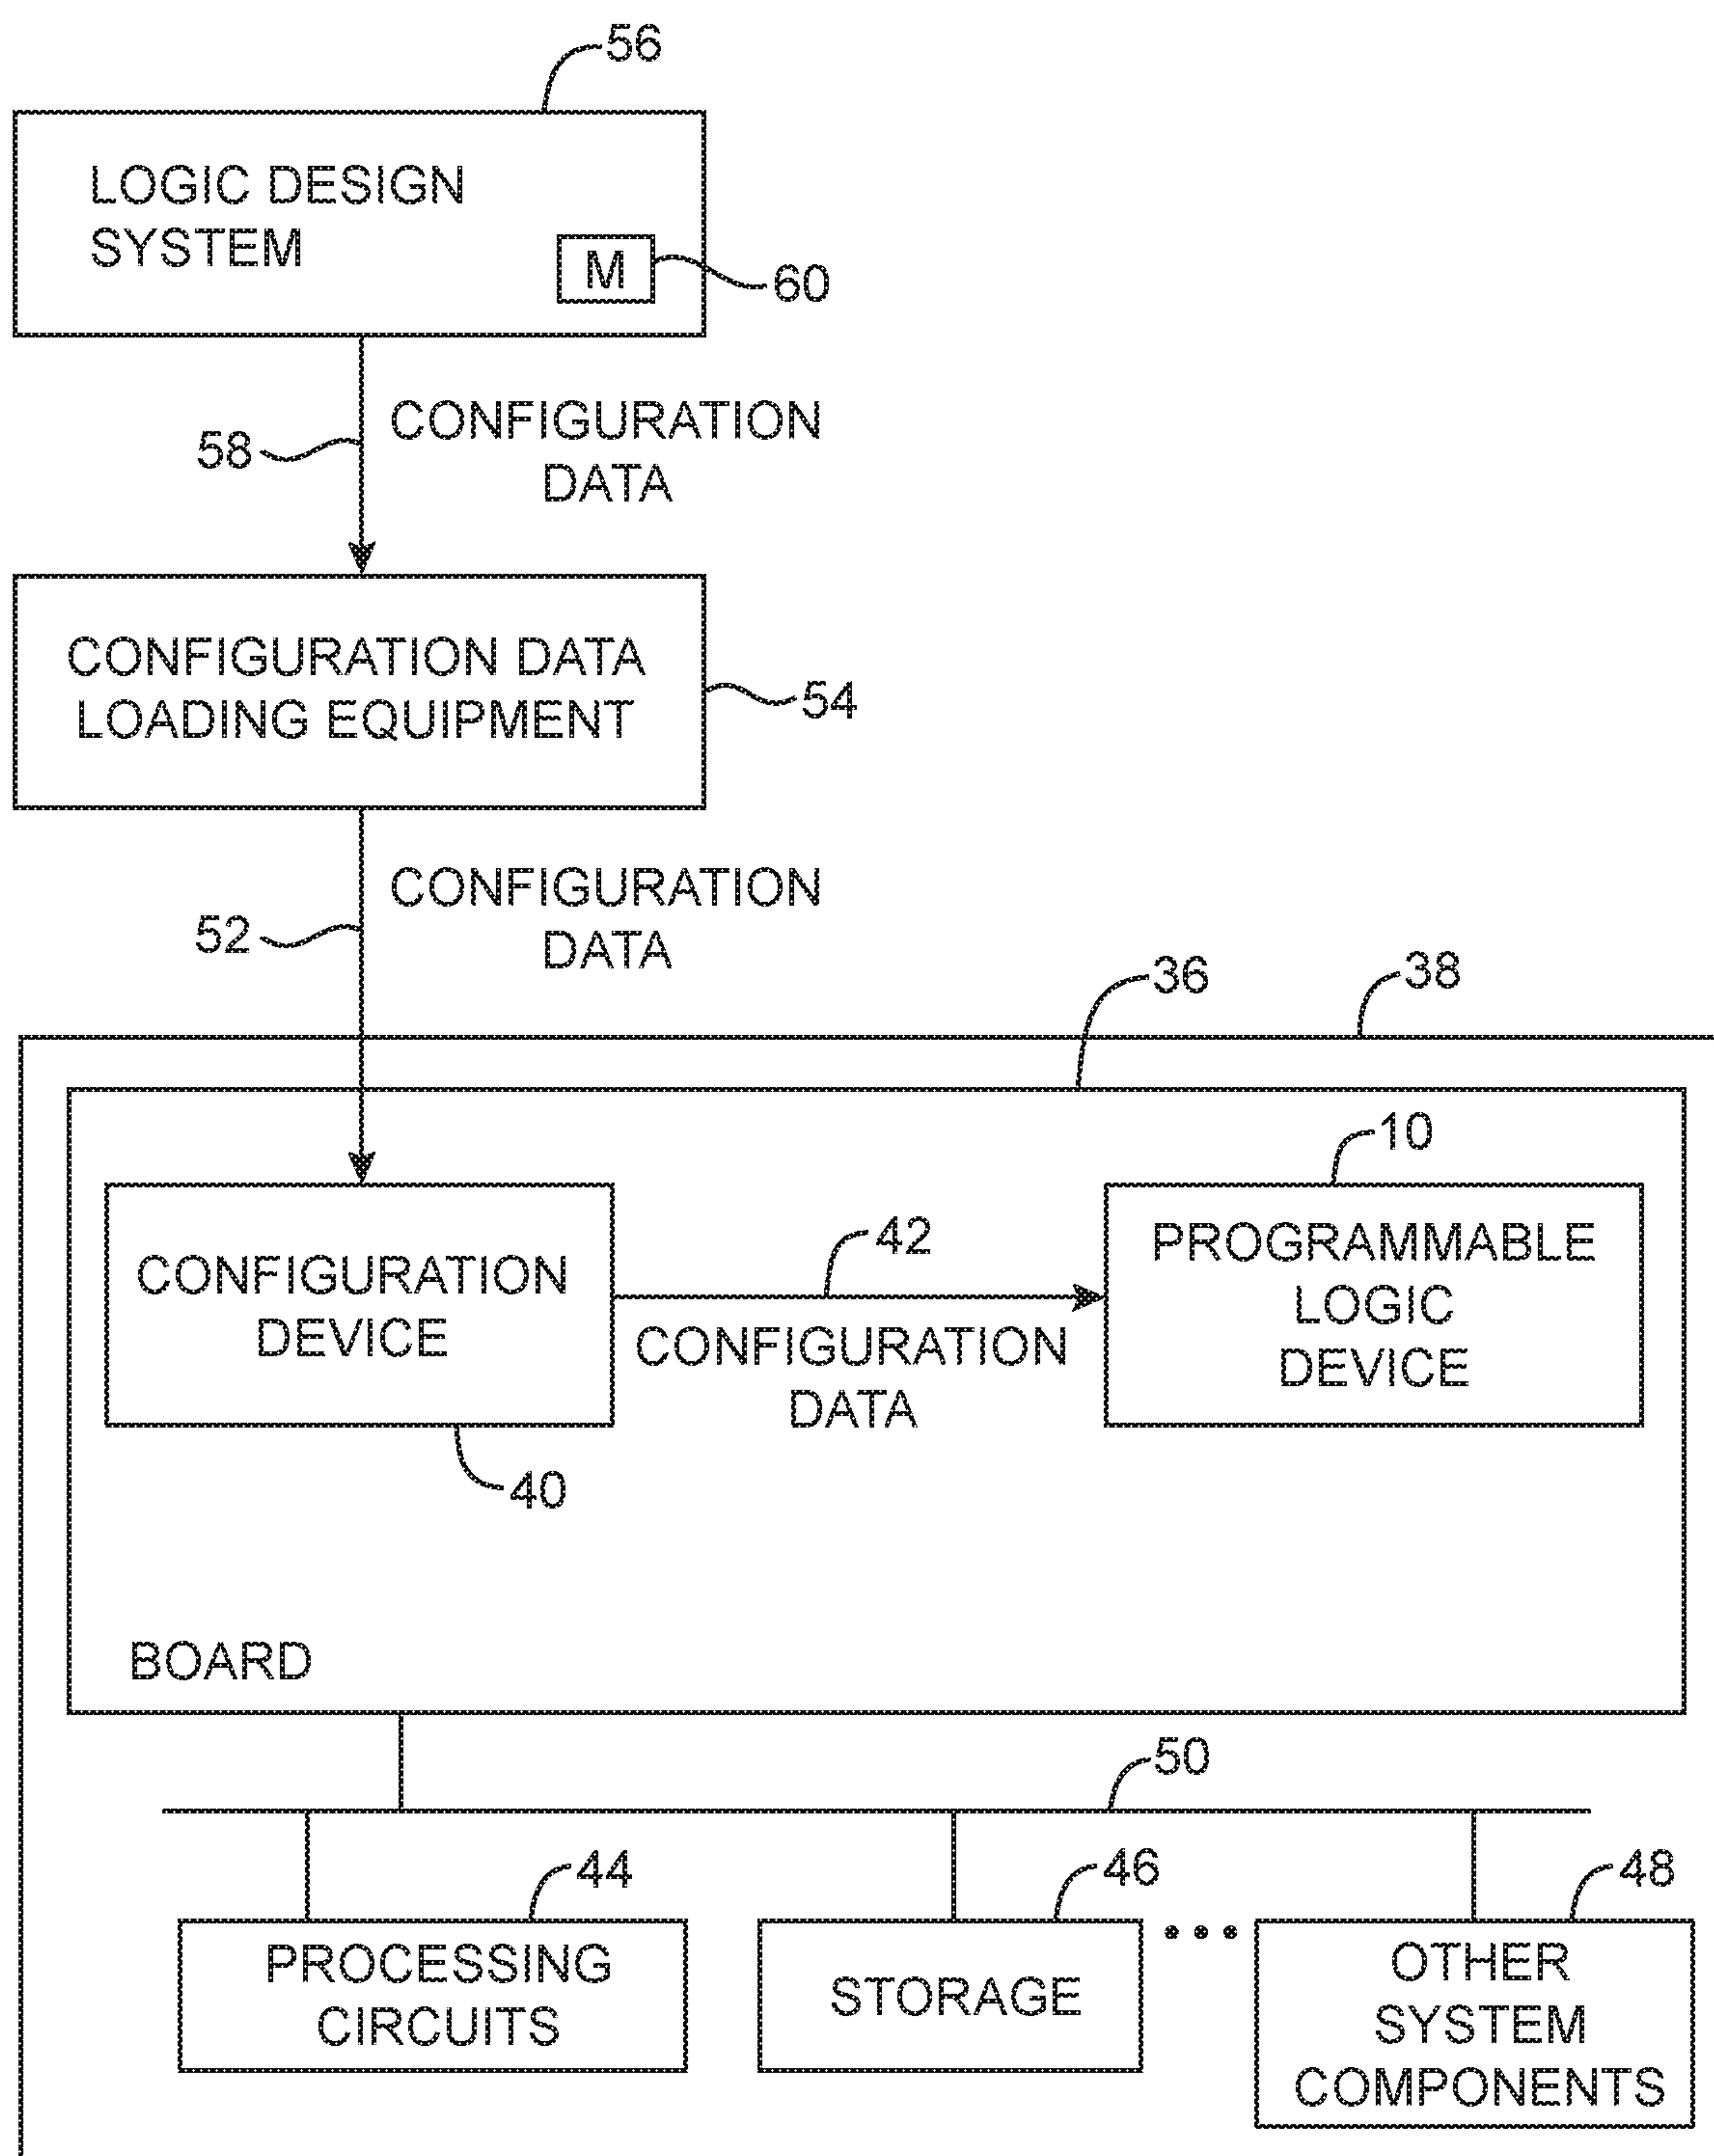 56
LOGIC DESIGN
SYSTEM
M
60
58
CONFIGURATION
DATA
CONFIGURATION DATA
LOADING EQUIPMENT
54
52
CONFIGURATION
DATA
36
38
10
CONFIGURATION
DEVICE
42
CONFIGURATION
DATA
PROGRAMMABLE
LOGIC
DEVICE
40
BOARD
50
44
46
48
PROCESSING
CIRCUITS
STORAGE
•••
OTHER
SYSTEM
COMPONENTS